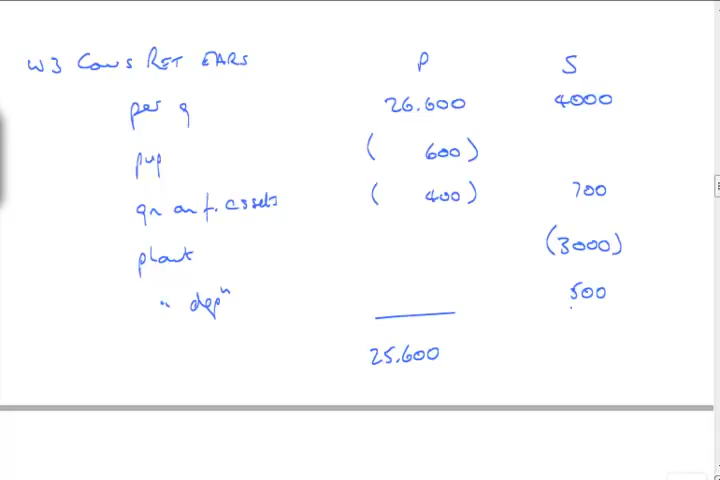 W3 Cons RET EARS P S
per q 26.600 4000
pup ( 600 )
gn on f. assets ( 400 ) 700
plant (3000)
" depn 500
25.600